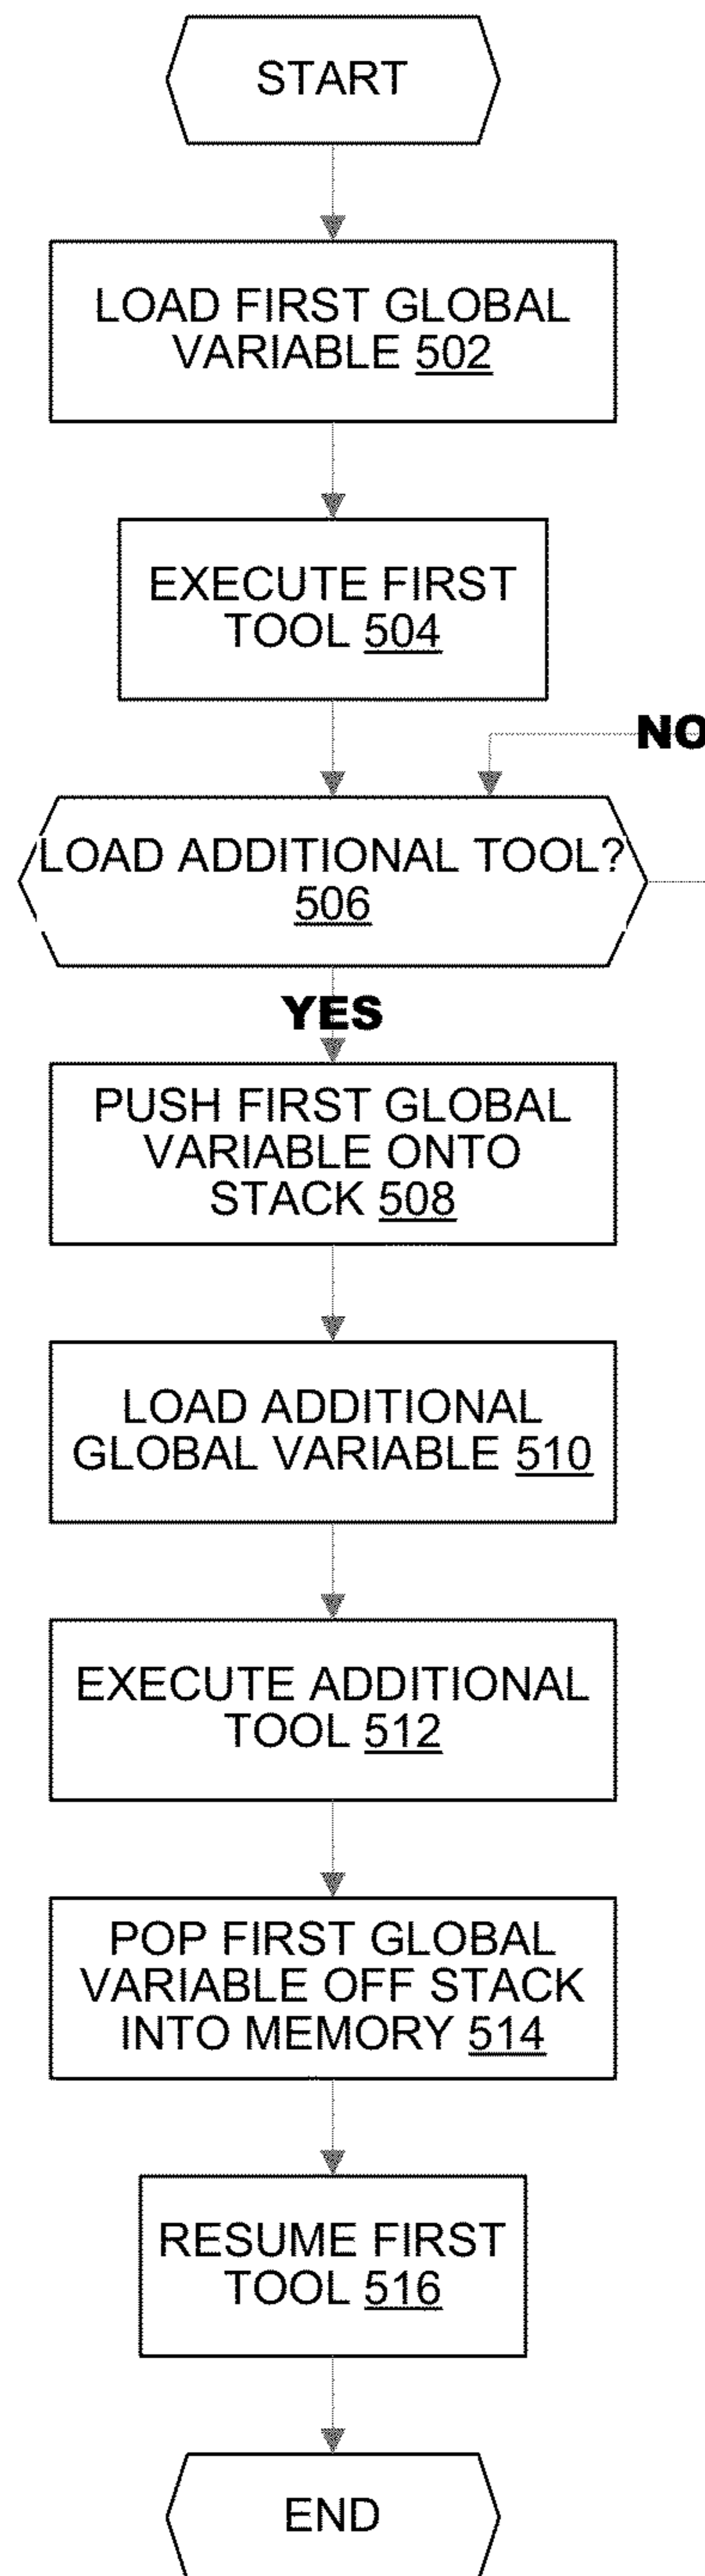 START
LOAD FIRST GLOBAL
VARIABLE 502
EXECUTE FIRST
TOOL 504
NO
LOAD ADDITIONAL TOOL?
506
YES
PUSH FIRST GLOBAL
VARIABLE ONTO
STACK 508
LOAD ADDITIONAL
GLOBAL VARIABLE 510
EXECUTE ADDITIONAL
TOOL 512
POP FIRST GLOBAL
VARIABLE OFF STACK
INTO MEMORY 514
RESUME FIRST
TOOL 516
END